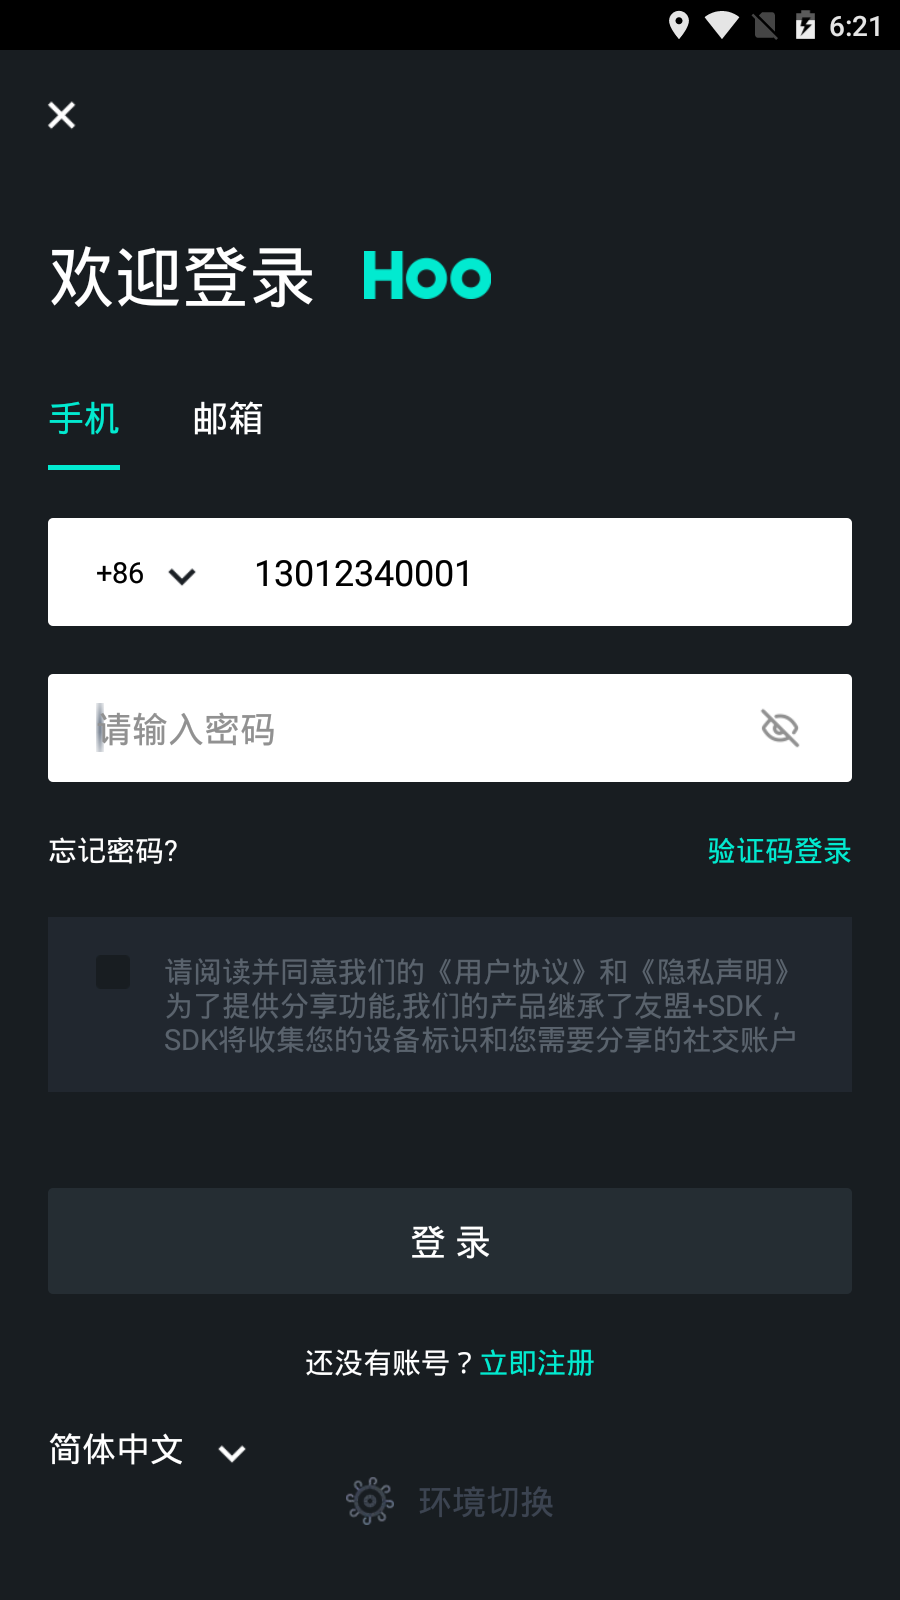 6:21
欢迎登录 Hoo
手机 邮箱
+86 13012340001
请输入密码
忘记密码? 验证码登录
请阅读并同意我们的《用户协议》和《隐私声明》
为了提供分享功能,我们的产品继承了友盟+SDK，
SDK将收集您的设备标识和您需要分享的社交账户
登 录
还没有账号？立即注册
简体中文
环境切换